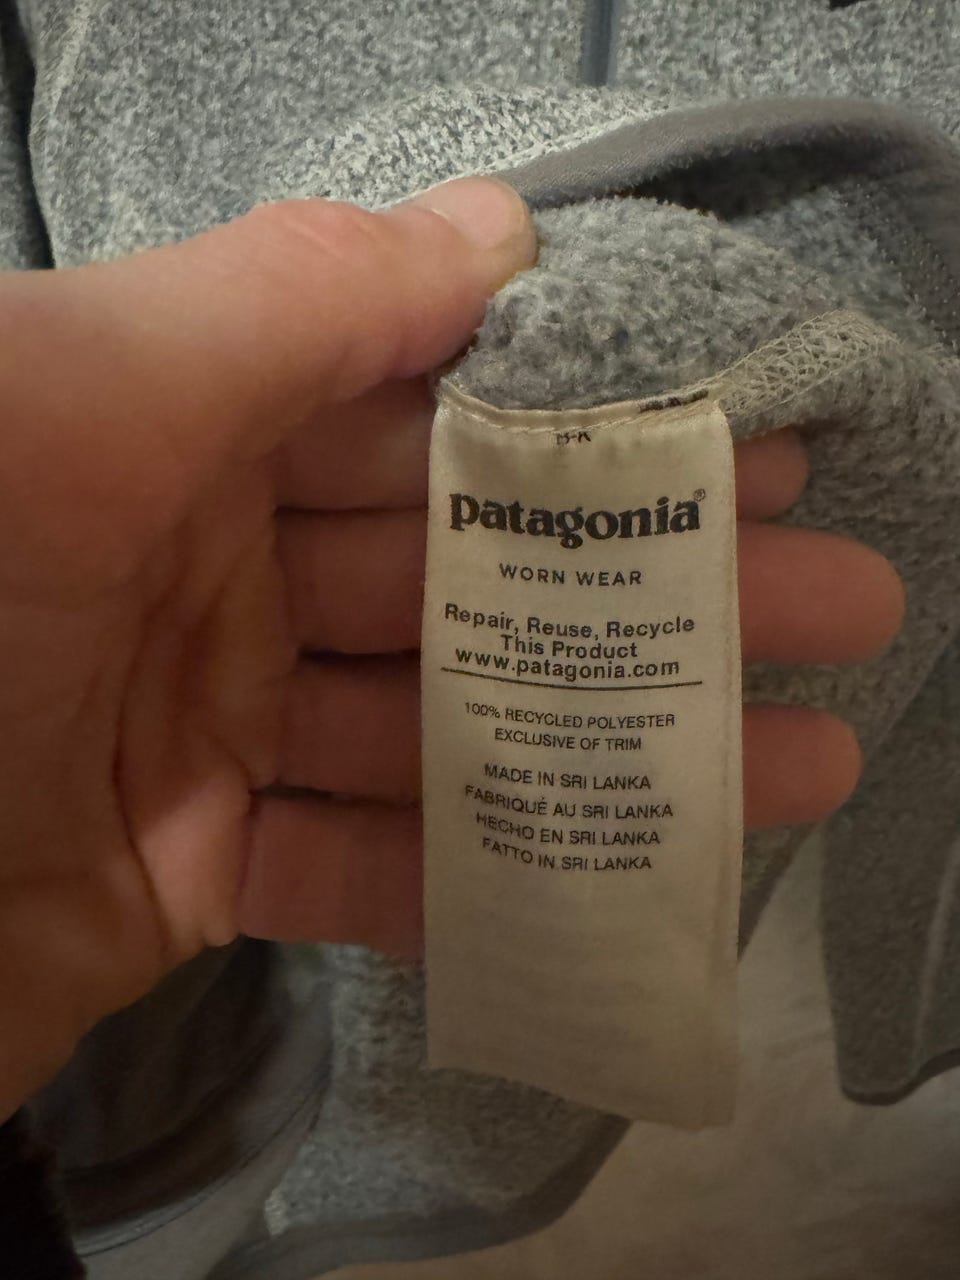 patagonia®
WORN WEAR
Repair, Reuse, Recycle
This Product
www.patagonia.com
100% RECYCLED POLYESTER
EXCLUSIVE OF TRIM
MADE IN SRI LANKA
FABRIQUÉ AU SRI LANKA
HECHO EN SRI LANKA
FATTO IN SRI LANKA